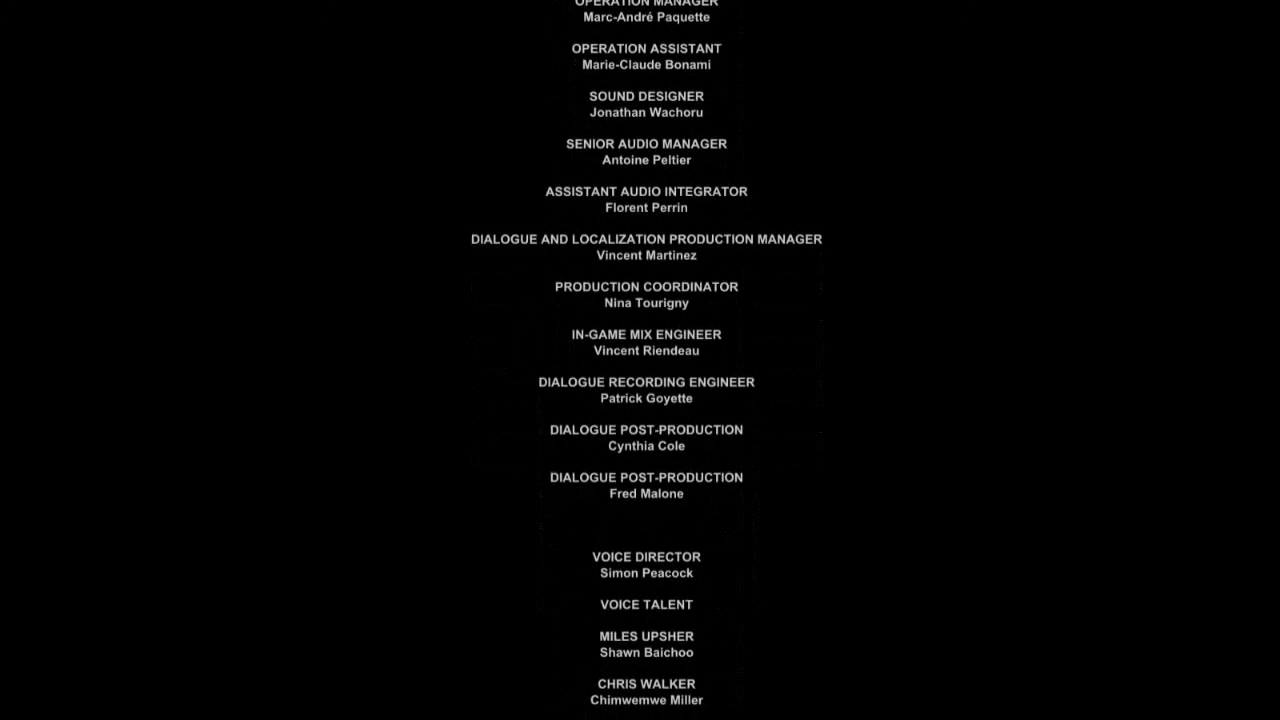 OPERATION MANAGER
Marc-André Paquette
OPERATION ASSISTANT
Marie-Claude Bonami
SOUND DESIGNER
Jonathan Wachoru
SENIOR AUDIO MANAGER
Antoine Peltier
ASSISTANT AUDIO INTEGRATOR
Florent Perrin
DIALOGUE AND LOCALIZATION PRODUCTION MANAGER
Vincent Martinez
PRODUCTION COORDINATOR
Nina Tourigny
IN-GAME MIX ENGINEER
Vincent Riendeau
DIALOGUE RECORDING ENGINEER
Patrick Goyette
DIALOGUE POST-PRODUCTION
Cynthia Cole
DIALOGUE POST-PRODUCTION
Fred Malone
VOICE DIRECTOR
Simon Peacock
VOICE TALENT
MILES UPSHER
Shawn Baichoo
CHRIS WALKER
Chimwemwe Miller